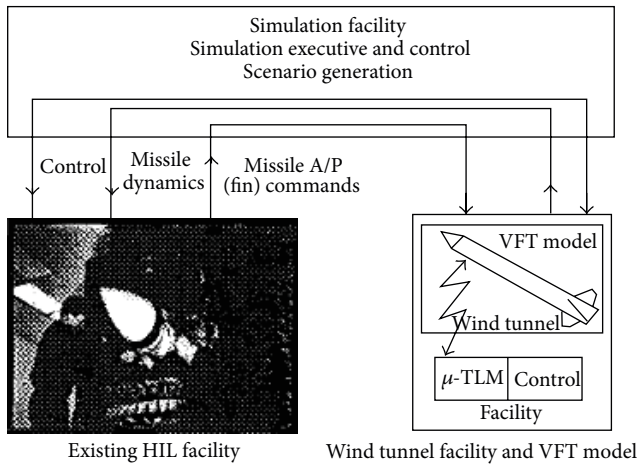 Simulation facility
Simulation executive and control
Scenario generation
Control
Missile
dynamics
Missile A/P
(fin) commands
VFT model
Wind tunnel
μ-TLM
Control
Facility
Existing HIL facility
Wind tunnel facility and VFT model